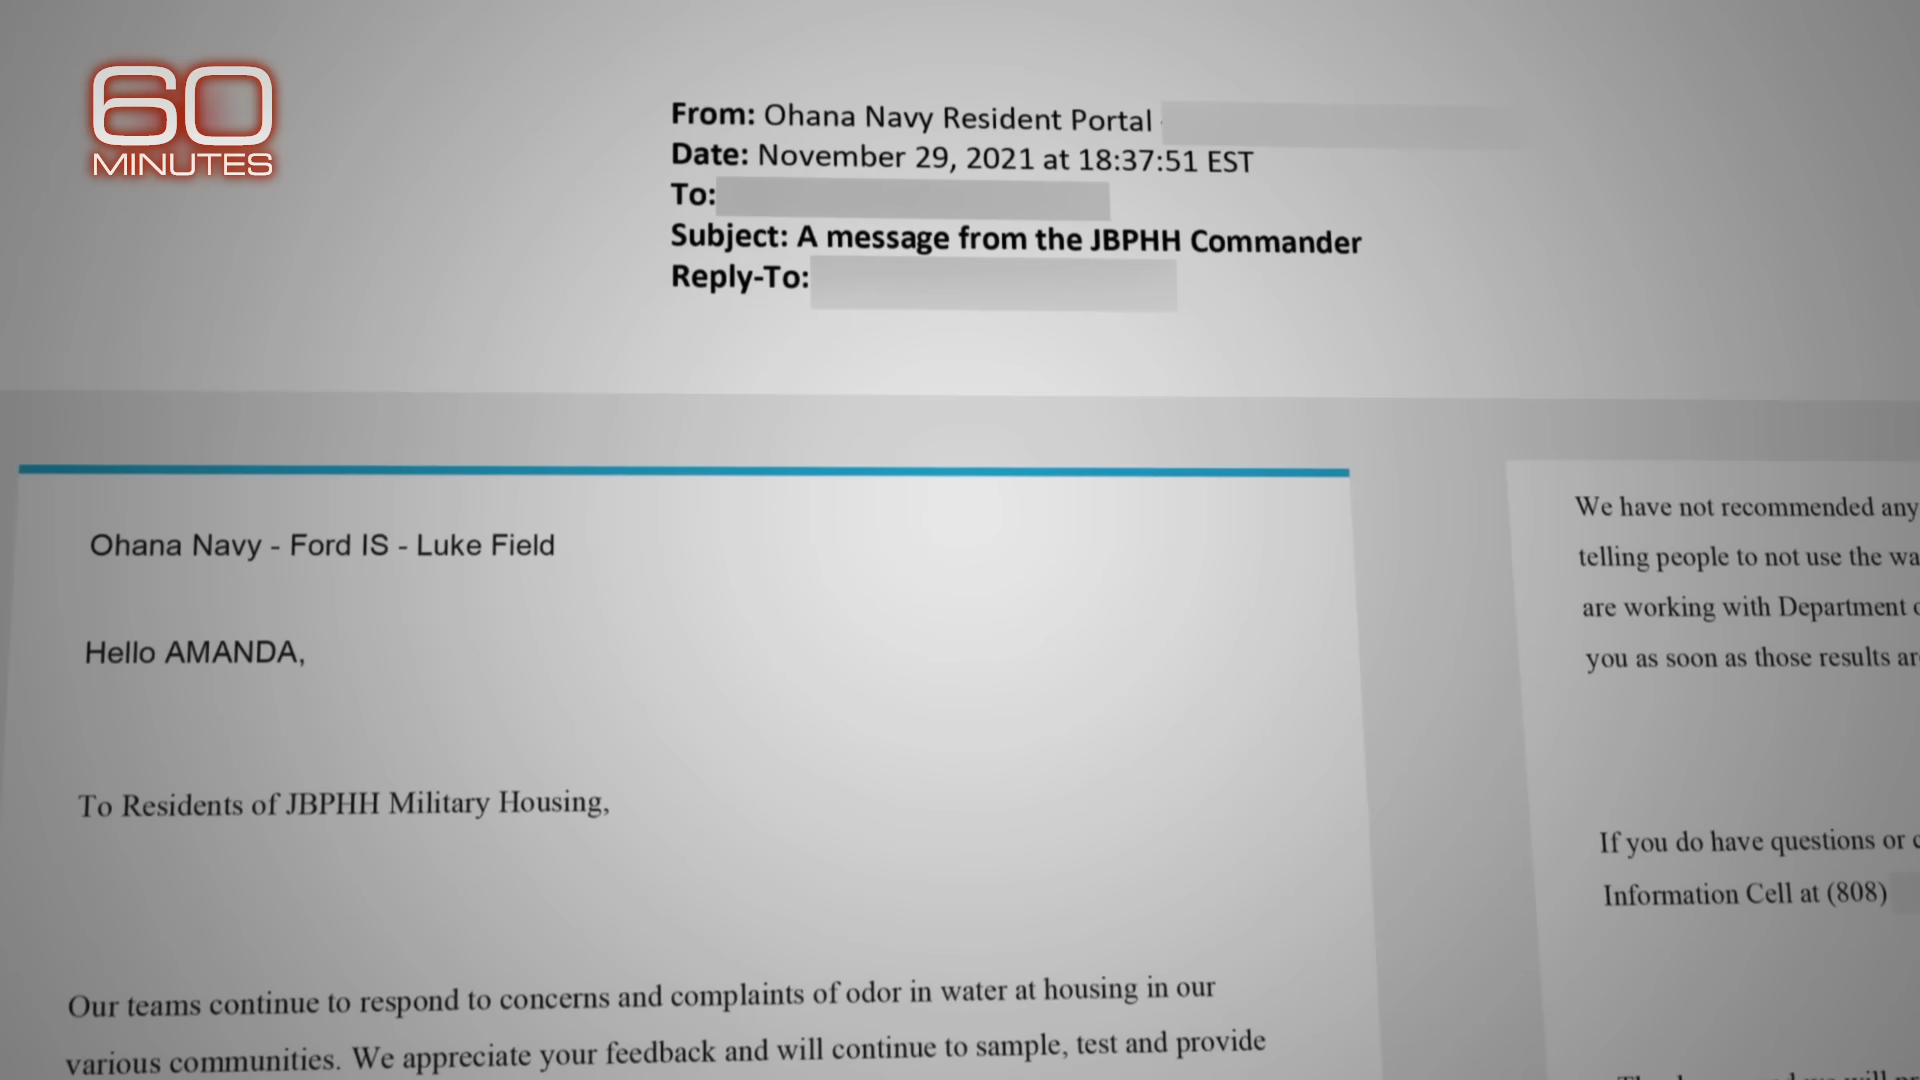 60
MINUTES
From: Ohana Navy Resident Portal
Date: November 29, 2021 at 18:37:51 EST
To:
Subject: A message from the JBPHH Commander
Reply-To:
Ohana Navy - Ford IS - Luke Field
Hello AMANDA,
To Residents of JBPHH Military Housing,
Our teams continue to respond to concerns and complaints of odor in water at housing in our
various communities. We appreciate your feedback and will continue to sample, test and provide
We have not recommended any
telling people to not use the
are working with Department
you as soon as those results
If you do have questions or
Information Cell at (808)